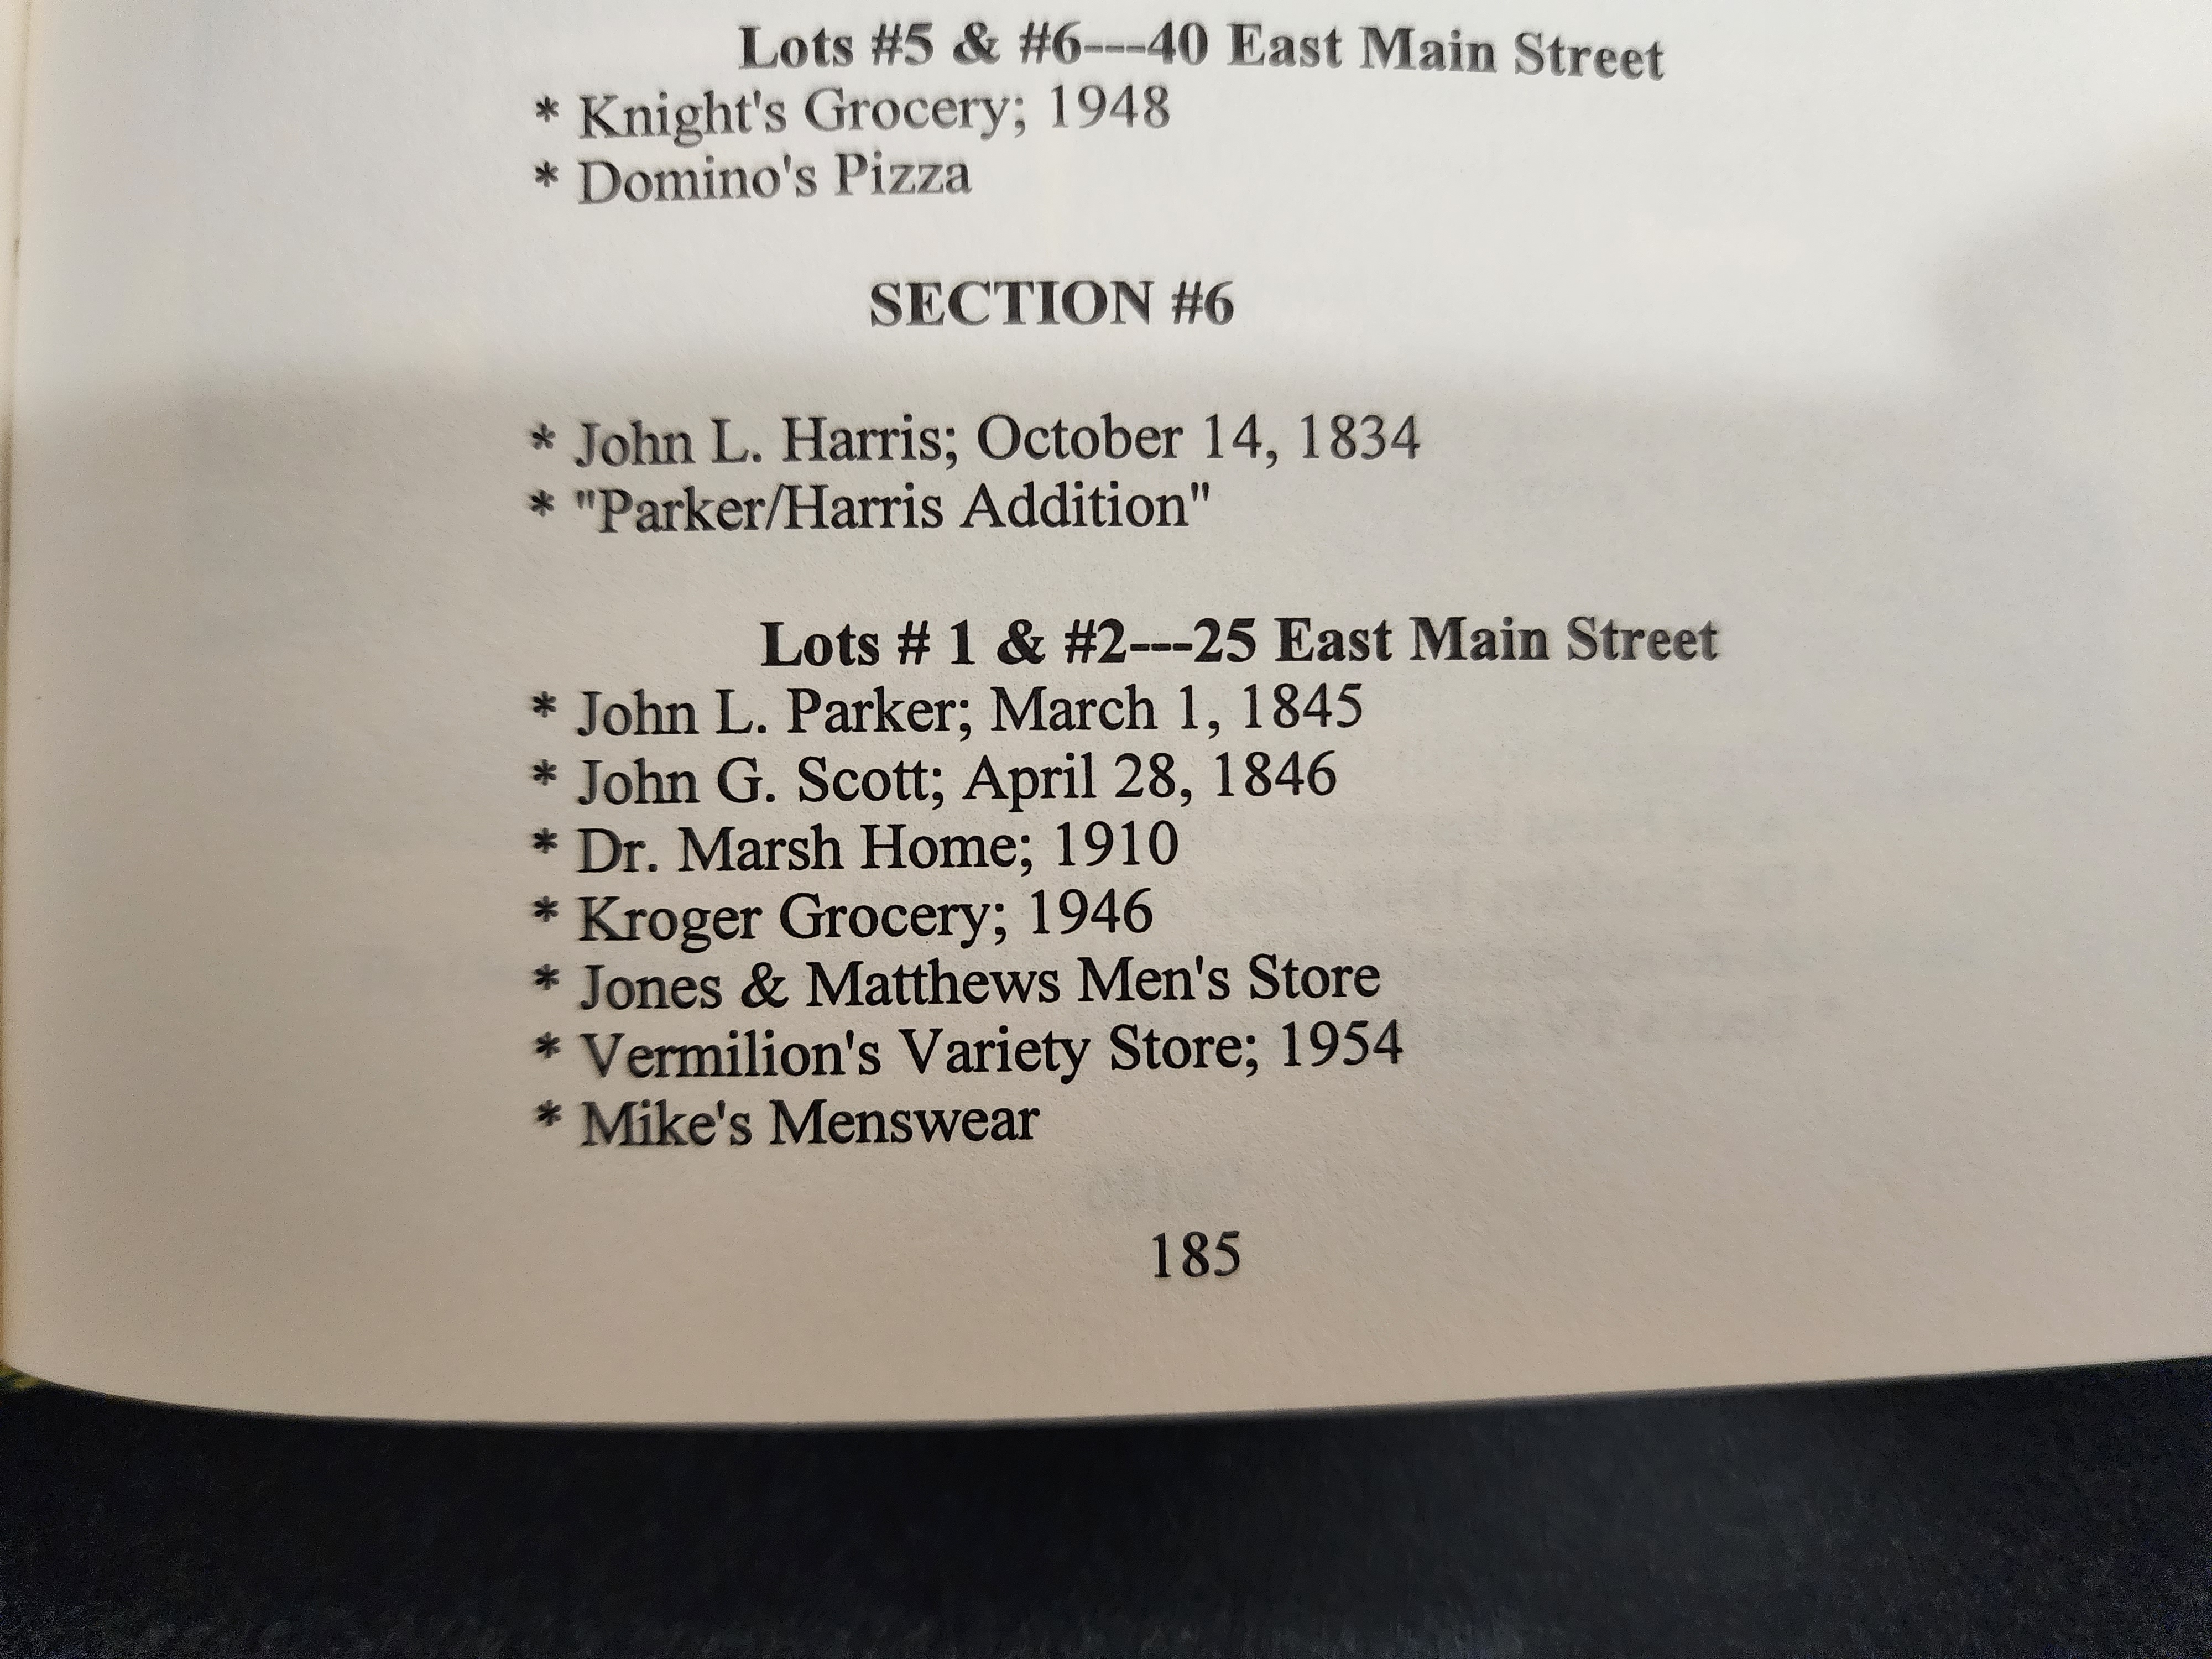 Lots #5 & #6---40 East Main Street
* Knight's Grocery; 1948
* Domino's Pizza
SECTION #6
* John L. Harris; October 14, 1834
* "Parker/Harris Addition"
Lots # 1 & #2---25 East Main Street
* John L. Parker; March 1, 1845
* John G. Scott; April 28, 1846
* Dr. Marsh Home; 1910
* Kroger Grocery; 1946
* Jones & Matthews Men's Store
* Vermilion's Variety Store; 1954
* Mike's Menswear
185